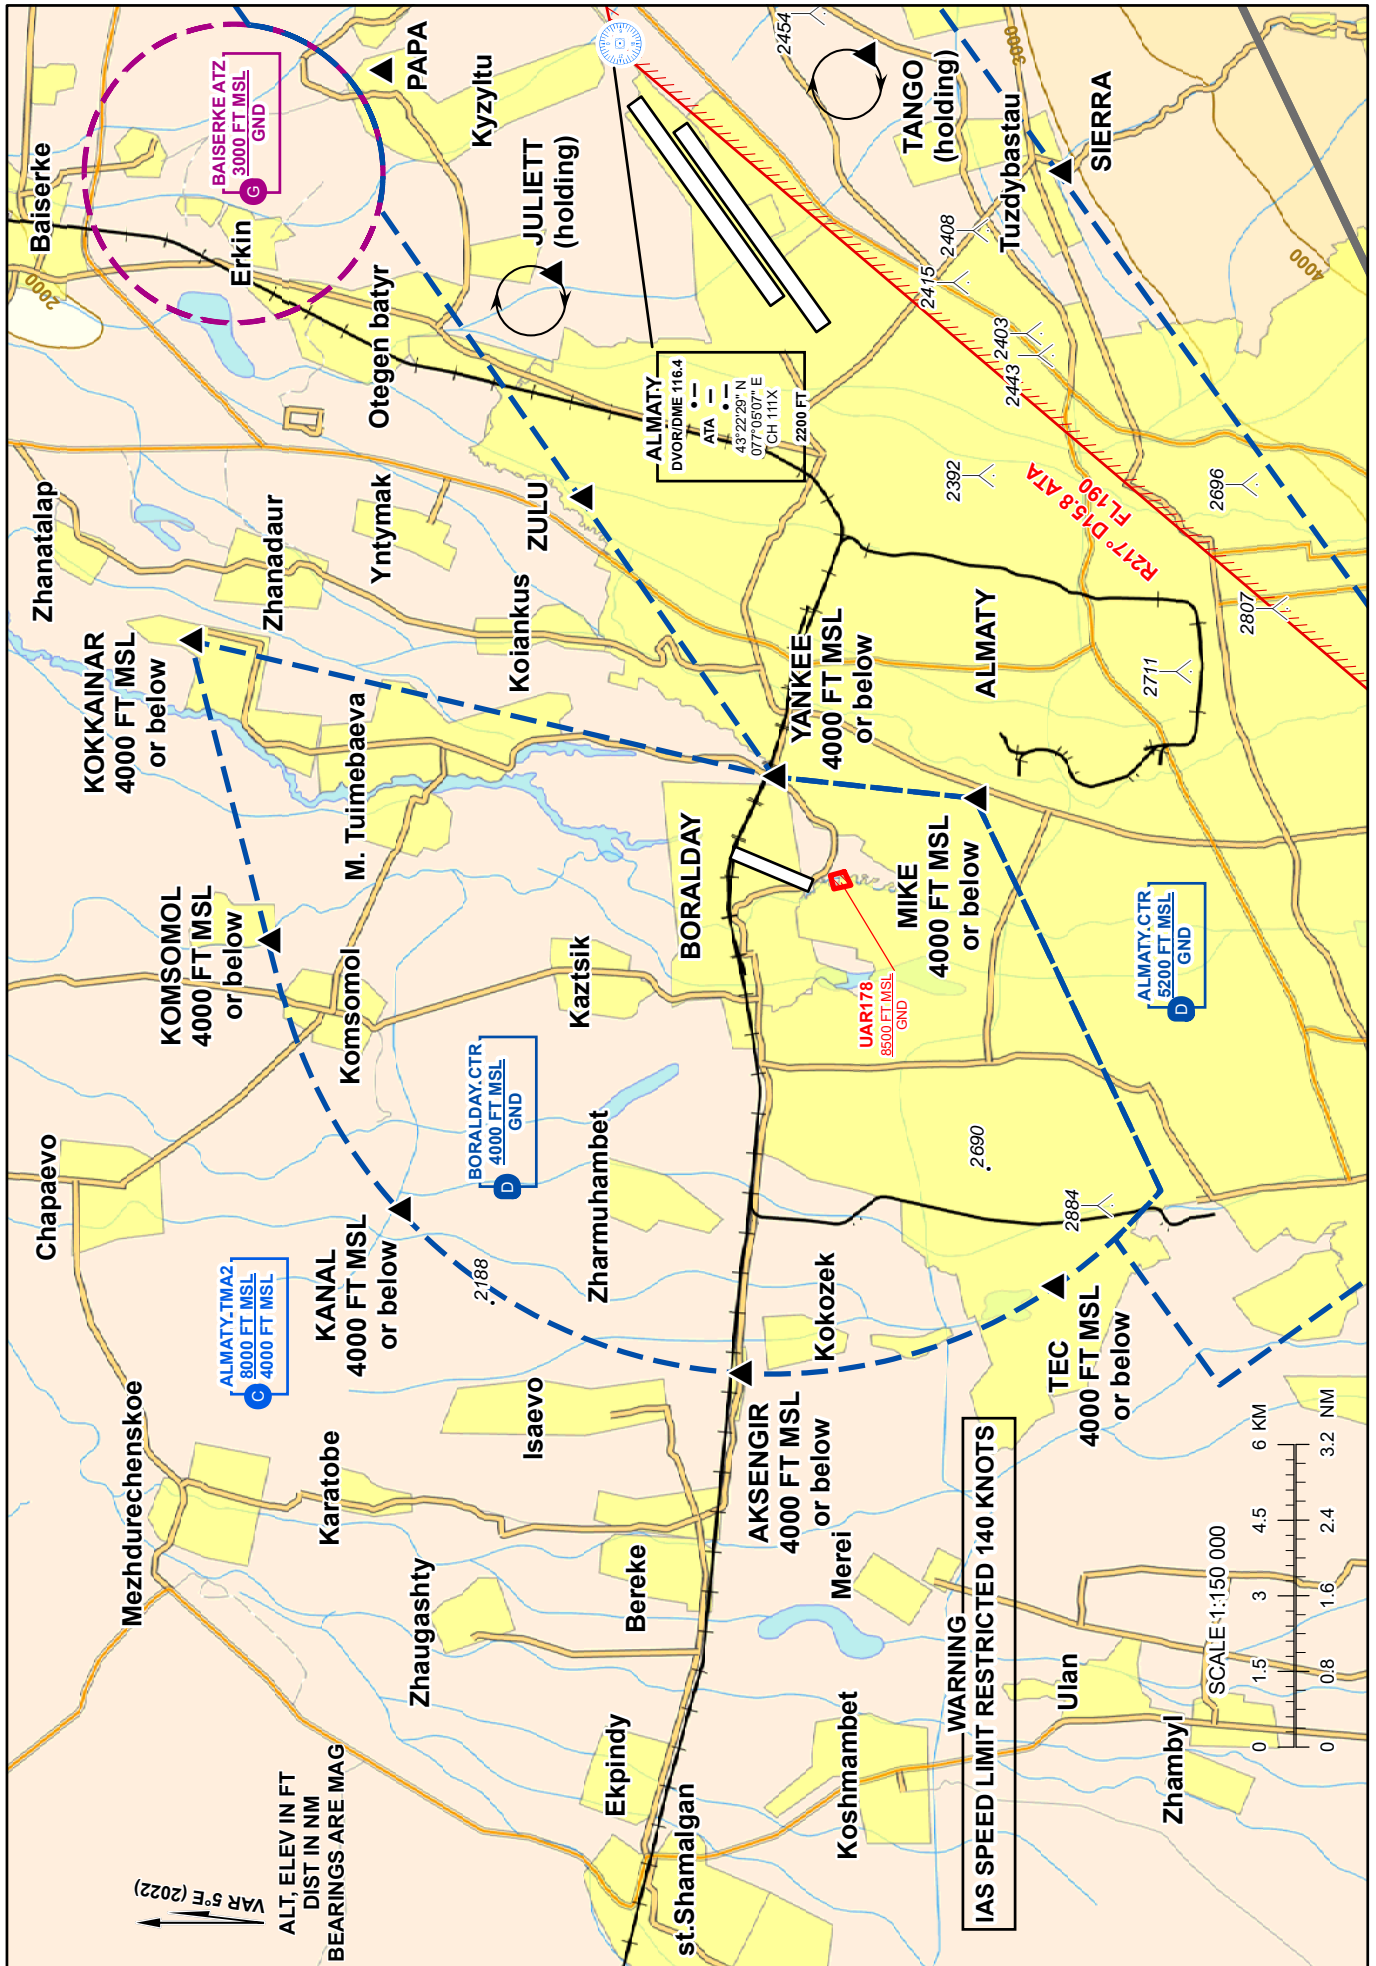 Baiserke
2000
BAISERKE ATZ
3000 FT MSL
GND
G
Erkin
PAPA
Kyzyltu
JULIETT
(holding)
Otegen batyr
2454
TANGO
(holding)
3000
Tuzdybastau
SIERRA
4000
2408
2415
2403
2443
ALMATY
DVOR/DME 116.4
ATA
43°22'29" N
077°05'07" E
CH 111X
2200 FT
2392
R217° D15.8 ATA
FL190
2696
2807
2711
ALMATY
Zhanatalap
Zhanadaur
Yntymak
ZULU
Koiankus
KOKKAINAR
4000 FT MSL
or below
M. Tuimebaeva
YANKEE
4000 FT MSL
or below
BORALDAY
MIKE
4000 FT MSL
or below
UAR178
8500 FT MSL
GND
ALMATY CTR
5200 FT MSL
GND
D
KOMSOMOL
4000 FT MSL
or below
Komsomol
Kaztsik
BORALDAY CTR
4000 FT MSL
GND
D
Zharmuhambet
2690
2884
Chapaevo
KANAL
4000 FT MSL
or below
2188
ALMATY TMA2
8000 FT MSL
4000 FT MSL
C
Kokozek
TEC
4000 FT MSL
or below
AKSENGIR
4000 FT MSL
or below
Isaevo
Mezhdurechenskoe
Karatobe
Zhaugashty
Bereke
Merei
Ekpindy
Koshmambet
st.Shamalgan
Ulan
Zhambyl
WARNING
IAS SPEED LIMIT RESTRICTED 140 KNOTS
SCALE 1:150 000
0 1.5 3 4.5 6 KM
0 0.8 1.6 2.4 3.2 NM
VAR 5°E (2022)
ALT, ELEV IN FT
DIST IN NM
BEARINGS ARE MAG